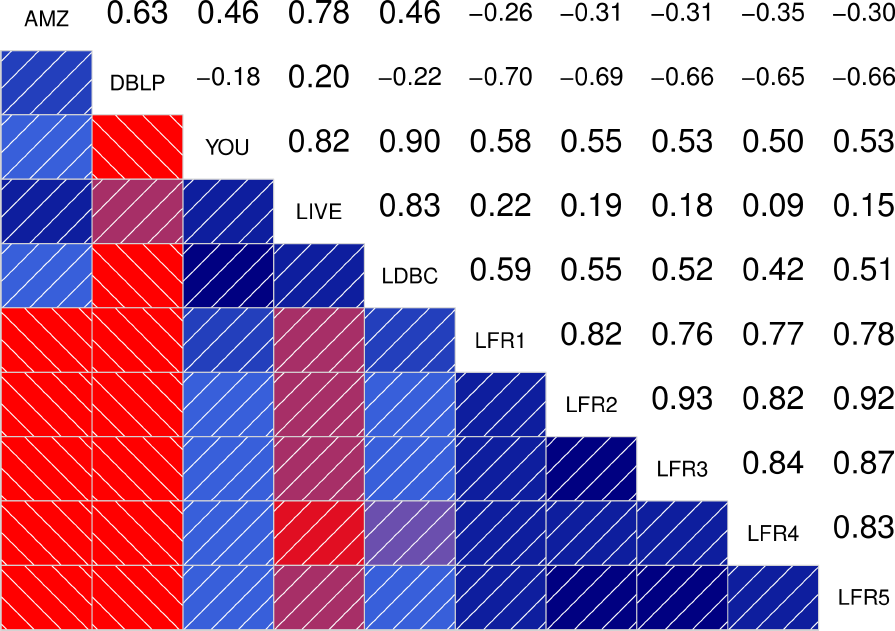 AMZ 0.63 0.46 0.78 0.46 −0.26 −0.31 −0.31 −0.35 −0.30
DBLP −0.18 0.20 −0.22 −0.70 −0.69 −0.66 −0.65 −0.66
YOU 0.82 0.90 0.58 0.55 0.53 0.50 0.53
LIVE 0.83 0.22 0.19 0.18 0.09 0.15
LDBC 0.59 0.55 0.52 0.42 0.51
LFR1 0.82 0.76 0.77 0.78
LFR2 0.93 0.82 0.92
LFR3 0.84 0.87
LFR4 0.83
LFR5